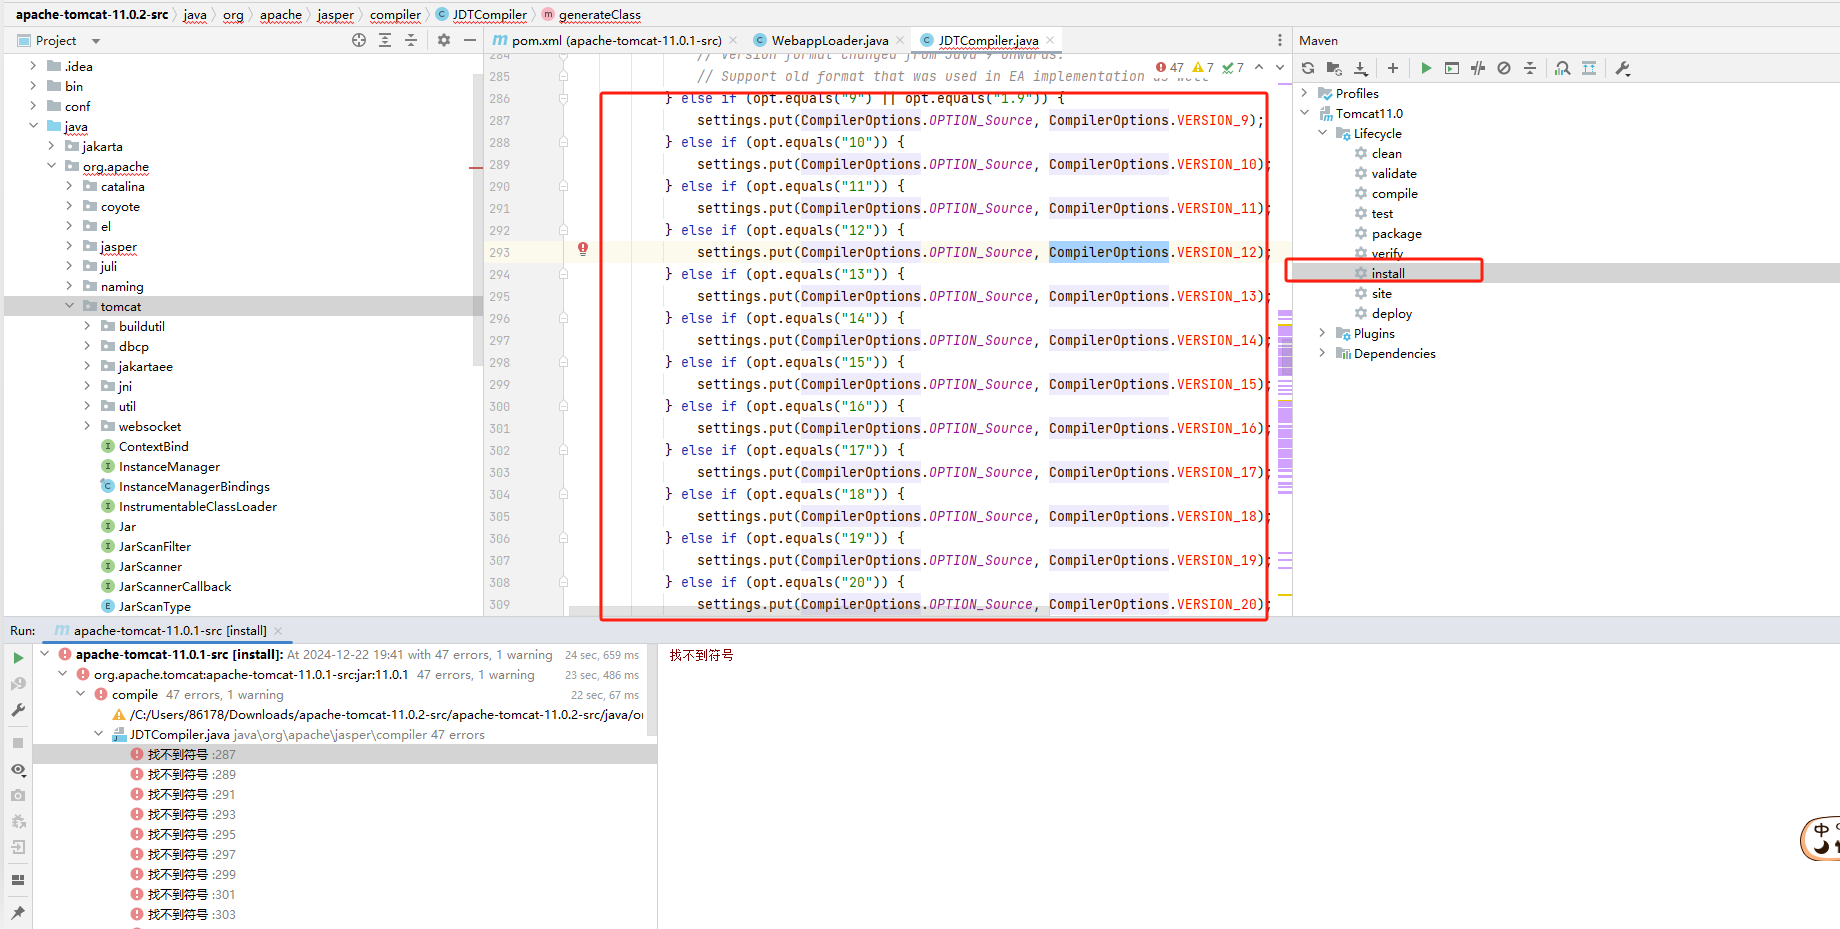 apache-tomcat-11.0.2-src java org apache jasper compiler JDTCompiler generateClass
Project
pom.xml (apache-tomcat-11.0.1-src)
WebappLoader.java
JDTCompiler.java
Maven
.idea
bin
conf
java
jakarta
org.apache
catalina
coyote
el
jasper
juli
naming
tomcat
buildutil
dbcp
jakartaee
jni
util
websocket
ContextBind
InstanceManager
InstanceManagerBindings
InstrumentableClassLoader
Jar
JarScanFilter
JarScanner
JarScannerCallback
JarScanType
47 7 7
284 // Version format changed from Java 9 onwards.
285 // Support old format that was used in EA implementation as well
286 } else if (opt.equals("9") || opt.equals("1.9")) {
287 settings.put(CompilerOptions.OPTION_Source, CompilerOptions.VERSION_9);
288 } else if (opt.equals("10")) {
289 settings.put(CompilerOptions.OPTION_Source, CompilerOptions.VERSION_10);
290 } else if (opt.equals("11")) {
291 settings.put(CompilerOptions.OPTION_Source, CompilerOptions.VERSION_11);
292 } else if (opt.equals("12")) {
293 settings.put(CompilerOptions.OPTION_Source, CompilerOptions.VERSION_12);
294 } else if (opt.equals("13")) {
295 settings.put(CompilerOptions.OPTION_Source, CompilerOptions.VERSION_13);
296 } else if (opt.equals("14")) {
297 settings.put(CompilerOptions.OPTION_Source, CompilerOptions.VERSION_14);
298 } else if (opt.equals("15")) {
299 settings.put(CompilerOptions.OPTION_Source, CompilerOptions.VERSION_15);
300 } else if (opt.equals("16")) {
301 settings.put(CompilerOptions.OPTION_Source, CompilerOptions.VERSION_16);
302 } else if (opt.equals("17")) {
303 settings.put(CompilerOptions.OPTION_Source, CompilerOptions.VERSION_17);
304 } else if (opt.equals("18")) {
305 settings.put(CompilerOptions.OPTION_Source, CompilerOptions.VERSION_18);
306 } else if (opt.equals("19")) {
307 settings.put(CompilerOptions.OPTION_Source, CompilerOptions.VERSION_19);
308 } else if (opt.equals("20")) {
309 settings.put(CompilerOptions.OPTION_Source, CompilerOptions.VERSION_20);
Profiles
Tomcat11.0
Lifecycle
clean
validate
compile
test
package
verify
install
site
deploy
Plugins
Dependencies
Run: apache-tomcat-11.0.1-src [install]
apache-tomcat-11.0.1-src [install]: At 2024-12-22 19:41 with 47 errors, 1 warning 24 sec, 659 ms
org.apache.tomcat:apache-tomcat-11.0.1-src:jar:11.0.1 47 errors, 1 warning 23 sec, 486 ms
compile 47 errors, 1 warning 22 sec, 67 ms
/C:/Users/86178/Downloads/apache-tomcat-11.0.2-src/apache-tomcat-11.0.2-src/java/or
JDTCompiler.java java\org\apache\jasper\compiler 47 errors
找不到符号 :287
找不到符号 :289
找不到符号 :291
找不到符号 :293
找不到符号 :295
找不到符号 :297
找不到符号 :299
找不到符号 :301
找不到符号 :303
找不到符号
中